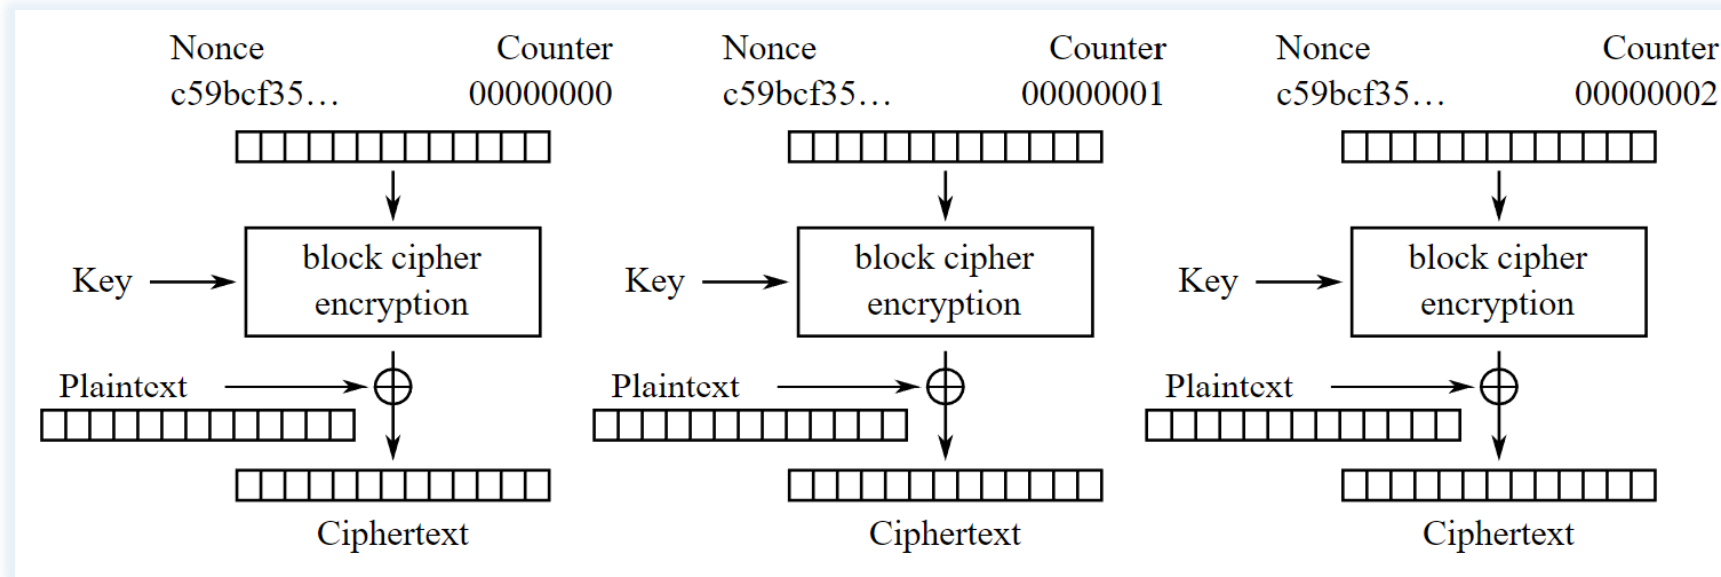 Nonce Counter Nonce Counter Nonce Counter
c59bcf35… 00000000 c59bcf35… 00000001 c59bcf35… 00000002
block cipher block cipher block cipher
Key Key Key
encryption encryption encryption
Plaintext Plaintext Plaintext
Ciphertext Ciphertext Ciphertext